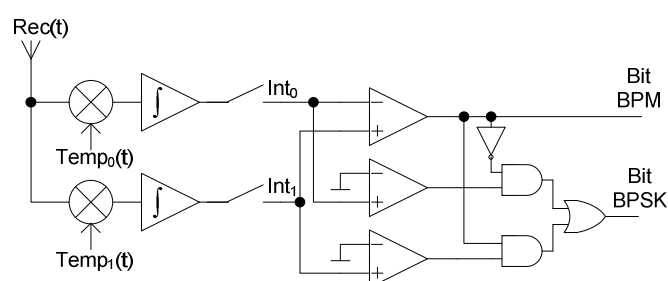 Rec(t)
Int₀
Bit
BPM
Temp₀(t)
Int₁
Bit
BPSK
Temp₁(t)